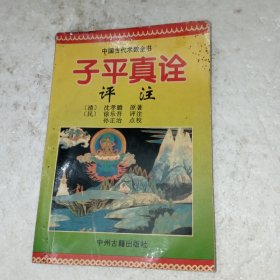 中国古代术数全书
子平真诠
评注
〔清〕沈孝瞻 原著
〔民〕徐乐吾 评注
孙正治 点校
中州古籍出版社